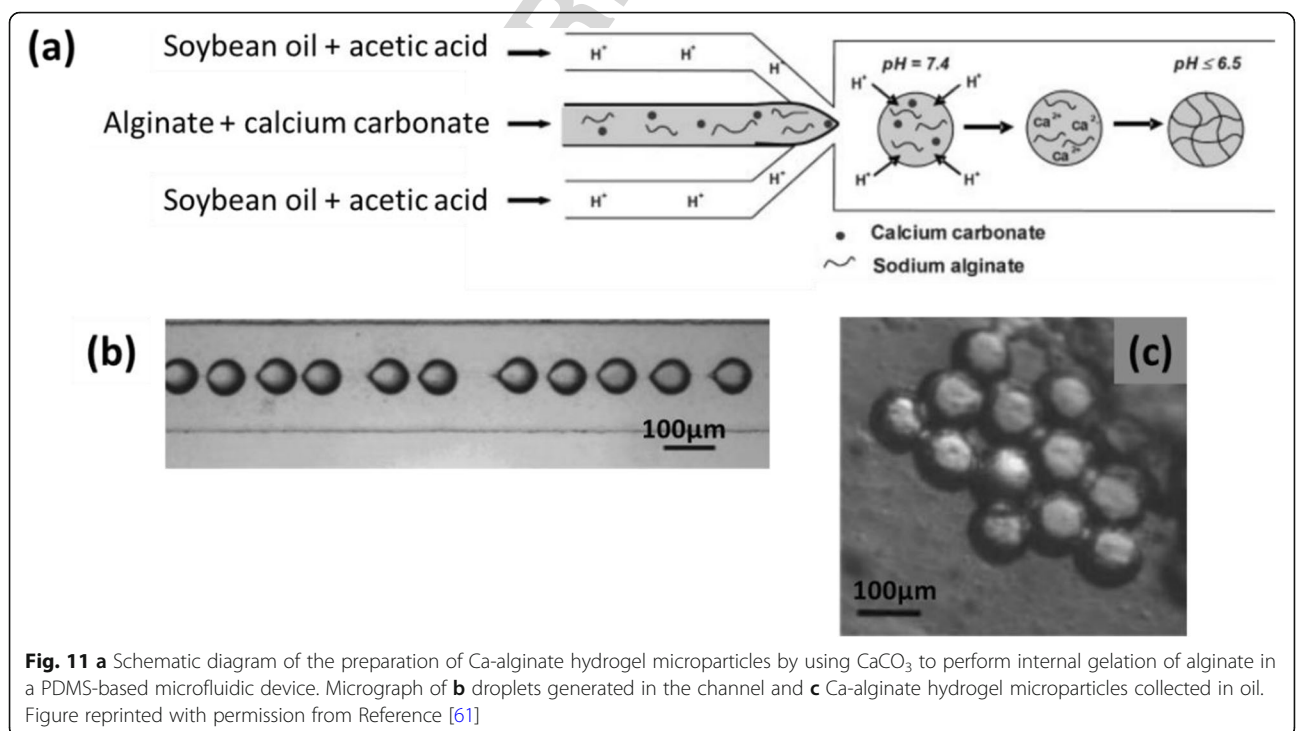 (a)
Soybean oil + acetic acid
Alginate + calcium carbonate
Soybean oil + acetic acid
H⁺ H⁺ H⁺
H⁺ H⁺ H⁺
pH = 7.4
H⁺ H⁺
H⁺ H⁺
Ca²⁺ Ca²
Ca²⁺
pH ≤ 6.5
Calcium carbonate
Sodium alginate
(b)
100μm
(c)
100μm
Fig. 11 a Schematic diagram of the preparation of Ca-alginate hydrogel microparticles by using CaCO₃ to perform internal gelation of alginate in
a PDMS-based microfluidic device. Micrograph of b droplets generated in the channel and c Ca-alginate hydrogel microparticles collected in oil.
Figure reprinted with permission from Reference [61]